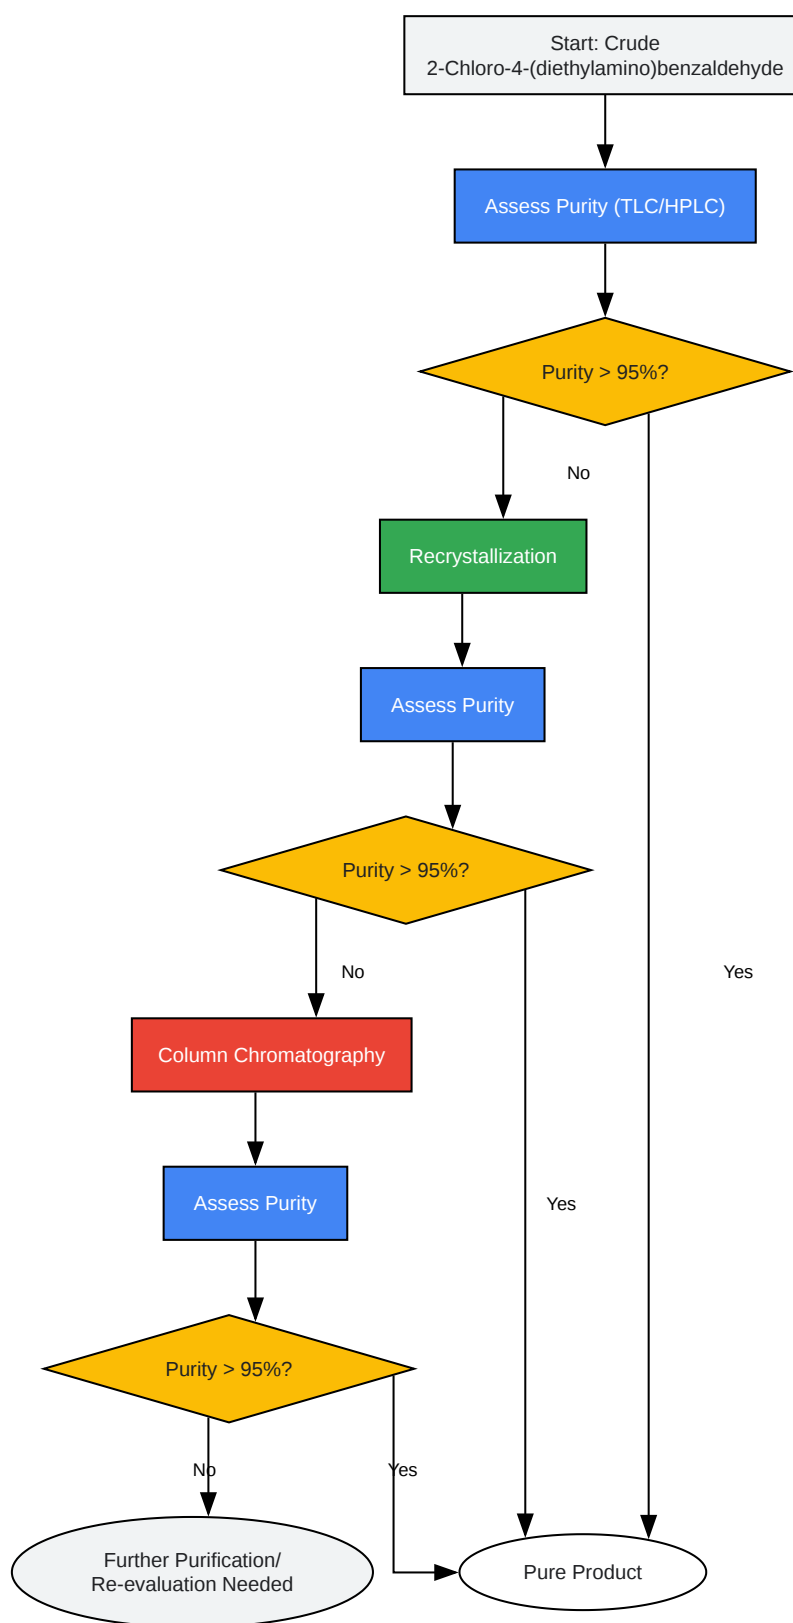 Start: Crude
2-Chloro-4-(diethylamino)benzaldehyde
Assess Purity (TLC/HPLC)
Purity > 95%?
No
Recrystallization
Assess Purity
Purity > 95%?
No
Yes
Column Chromatography
Assess Purity
Yes
Purity > 95%?
No
Yes
Further Purification/
Re-evaluation Needed
Pure Product